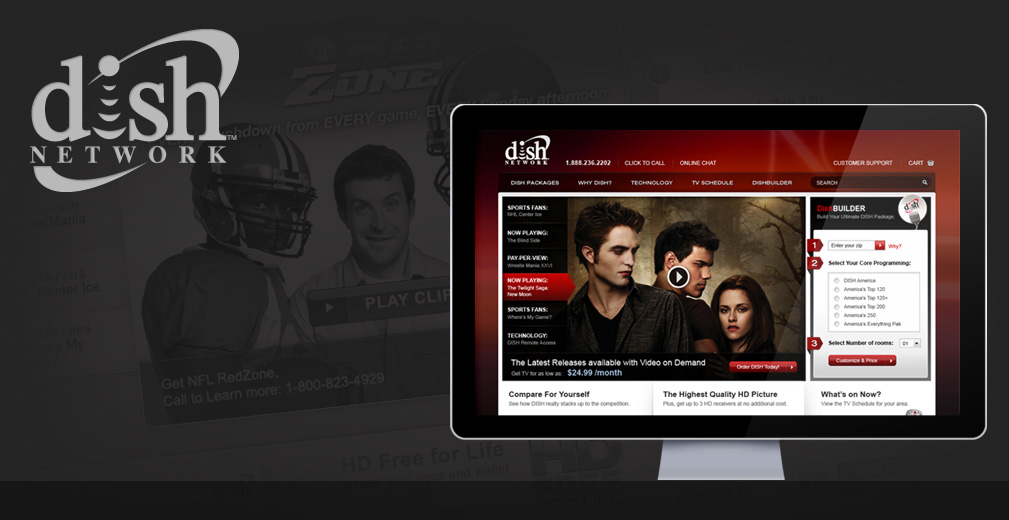 dish
NETWORK™
ZONE
touchdown from EVERY game, EVERY Sunday afternoon
Mania
Center Ice
PLAY CLIP
Get NFL RedZone,
Call to Learn more: 1-800-823-4929
HD Free for Life
HD
dish
NETWORK
1.888.236.2202
CLICK TO CALL
ONLINE CHAT
CUSTOMER SUPPORT
CART
DISH PACKAGES
WHY DISH?
TECHNOLOGY
TV SCHEDULE
DISHBUILDER
SEARCH
SPORTS FANS:
NHL Center Ice
NOW PLAYING:
The Blind Side
PAY-PER-VIEW:
Wrestle Mania XXVI
NOW PLAYING:
The Twilight Saga:
New Moon
SPORTS FANS:
Where's My Game?
TECHNOLOGY:
DISH Remote Access
The Latest Releases available with Video on Demand
Get TV for as low as: $24.99 /month
Order DISH Today!
DishBUILDER
Build Your Ultimate DISH Package
1
Enter your zip
Why?
2
Select Your Core Programming:
DISH America
America's Top 120
America's Top 120+
America's Top 200
America's 250
America's Everything Pak
3
Select Number of rooms:
01
Customize & Price
Compare For Yourself
See how DISH really stacks up to the competition.
The Highest Quality HD Picture
Plus, get up to 3 HD receivers at no additional cost.
What's on Now?
View the TV Schedule for your area